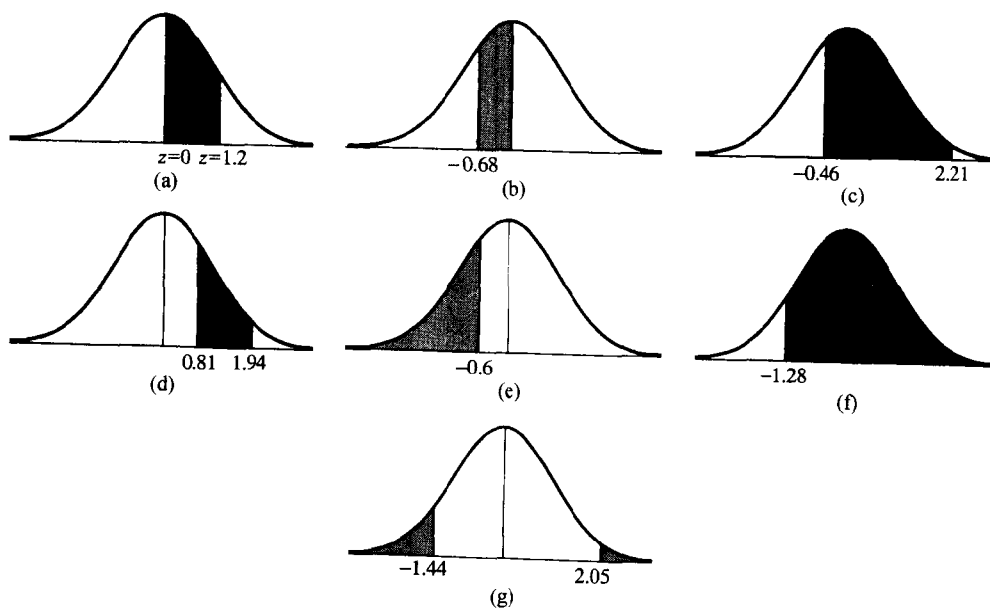 z=0 z=1.2
(a)
−0.68
(b)
−0.46 2.21
(c)
0.81 1.94
(d)
−0.6
(e)
−1.28
(f)
−1.44 2.05
(g)